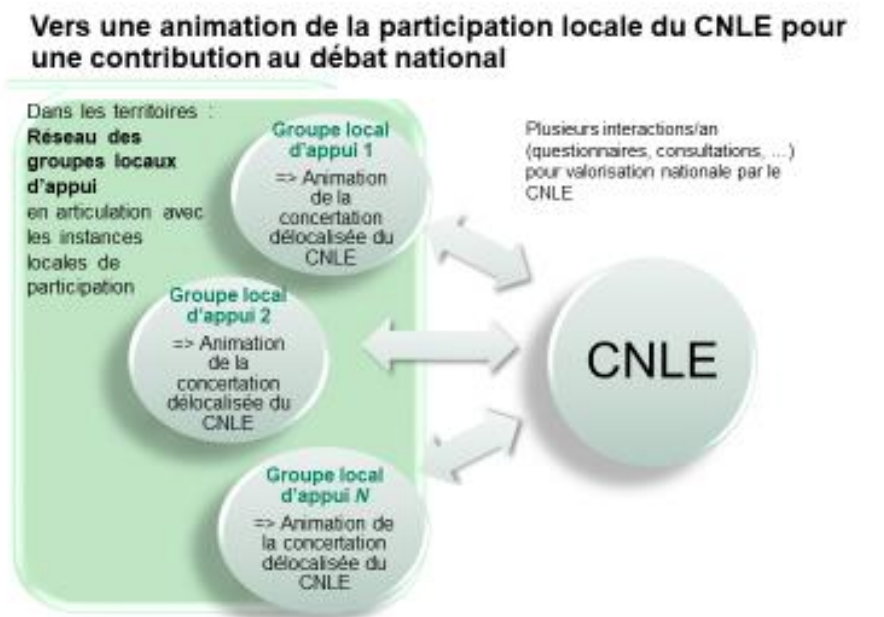 Vers une animation de la participation locale du CNLE pour
une contribution au débat national
Dans les territoires :
Réseau des
groupes locaux
d'appui
en articulation avec
les instances
locales de
participation
Groupe local
d'appui 1
=> Animation
de la
concertation
délocalisée du
CNLE
Groupe local
d'appui 2
=> Animation
de la
concertation
délocalisée du
CNLE
Groupe local
d'appui N
=> Animation de
la concertation
délocalisée du
CNLE
Plusieurs interactions/an
(questionnaires, consultations, ...)
pour valorisation nationale par le
CNLE
CNLE